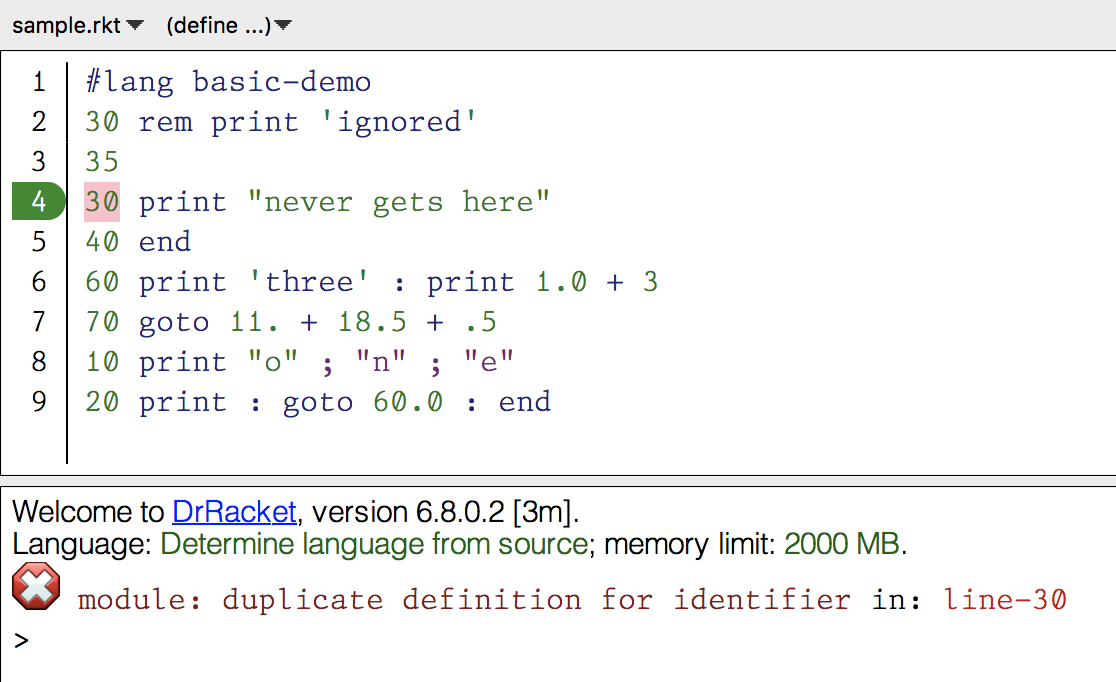 sample.rkt (define ...)
1 #lang basic-demo
2 30 rem print 'ignored'
3 35
4 30 print "never gets here"
5 40 end
6 60 print 'three' : print 1.0 + 3
7 70 goto 11. + 18.5 + .5
8 10 print "o" ; "n" ; "e"
9 20 print : goto 60.0 : end
Welcome to DrRacket, version 6.8.0.2 [3m].
Language: Determine language from source; memory limit: 2000 MB.
module: duplicate definition for identifier in: line-30
>